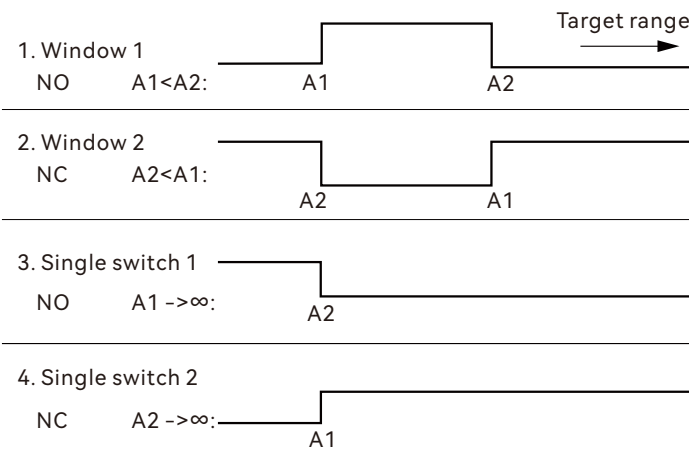 Target range
1. Window 1
NO A1<A2:
A1
A2
2. Window 2
NC A2<A1:
A2
A1
3. Single switch 1
NO A1 ->∞:
A2
4. Single switch 2
NC A2 ->∞:
A1